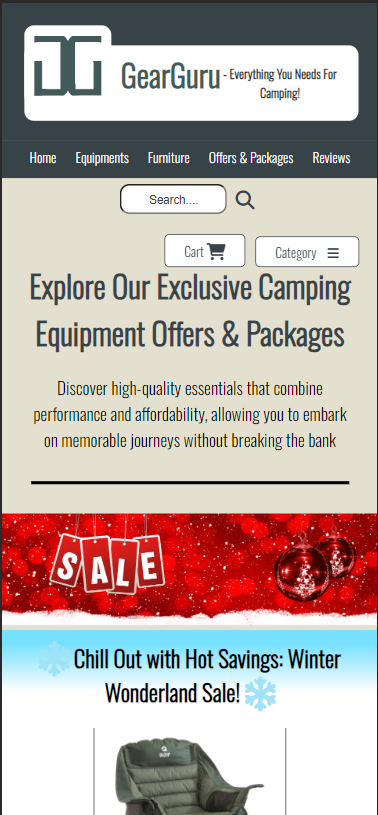 GearGuru - Everything You Needs For
Camping!
Home Equipments Furniture Offers & Packages Reviews
Search....
Cart Category
Explore Our Exclusive Camping
Equipment Offers & Packages
Discover high-quality essentials that combine
performance and affordability, allowing you to embark
on memorable journeys without breaking the bank
SALE
Chill Out with Hot Savings: Winter
Wonderland Sale!